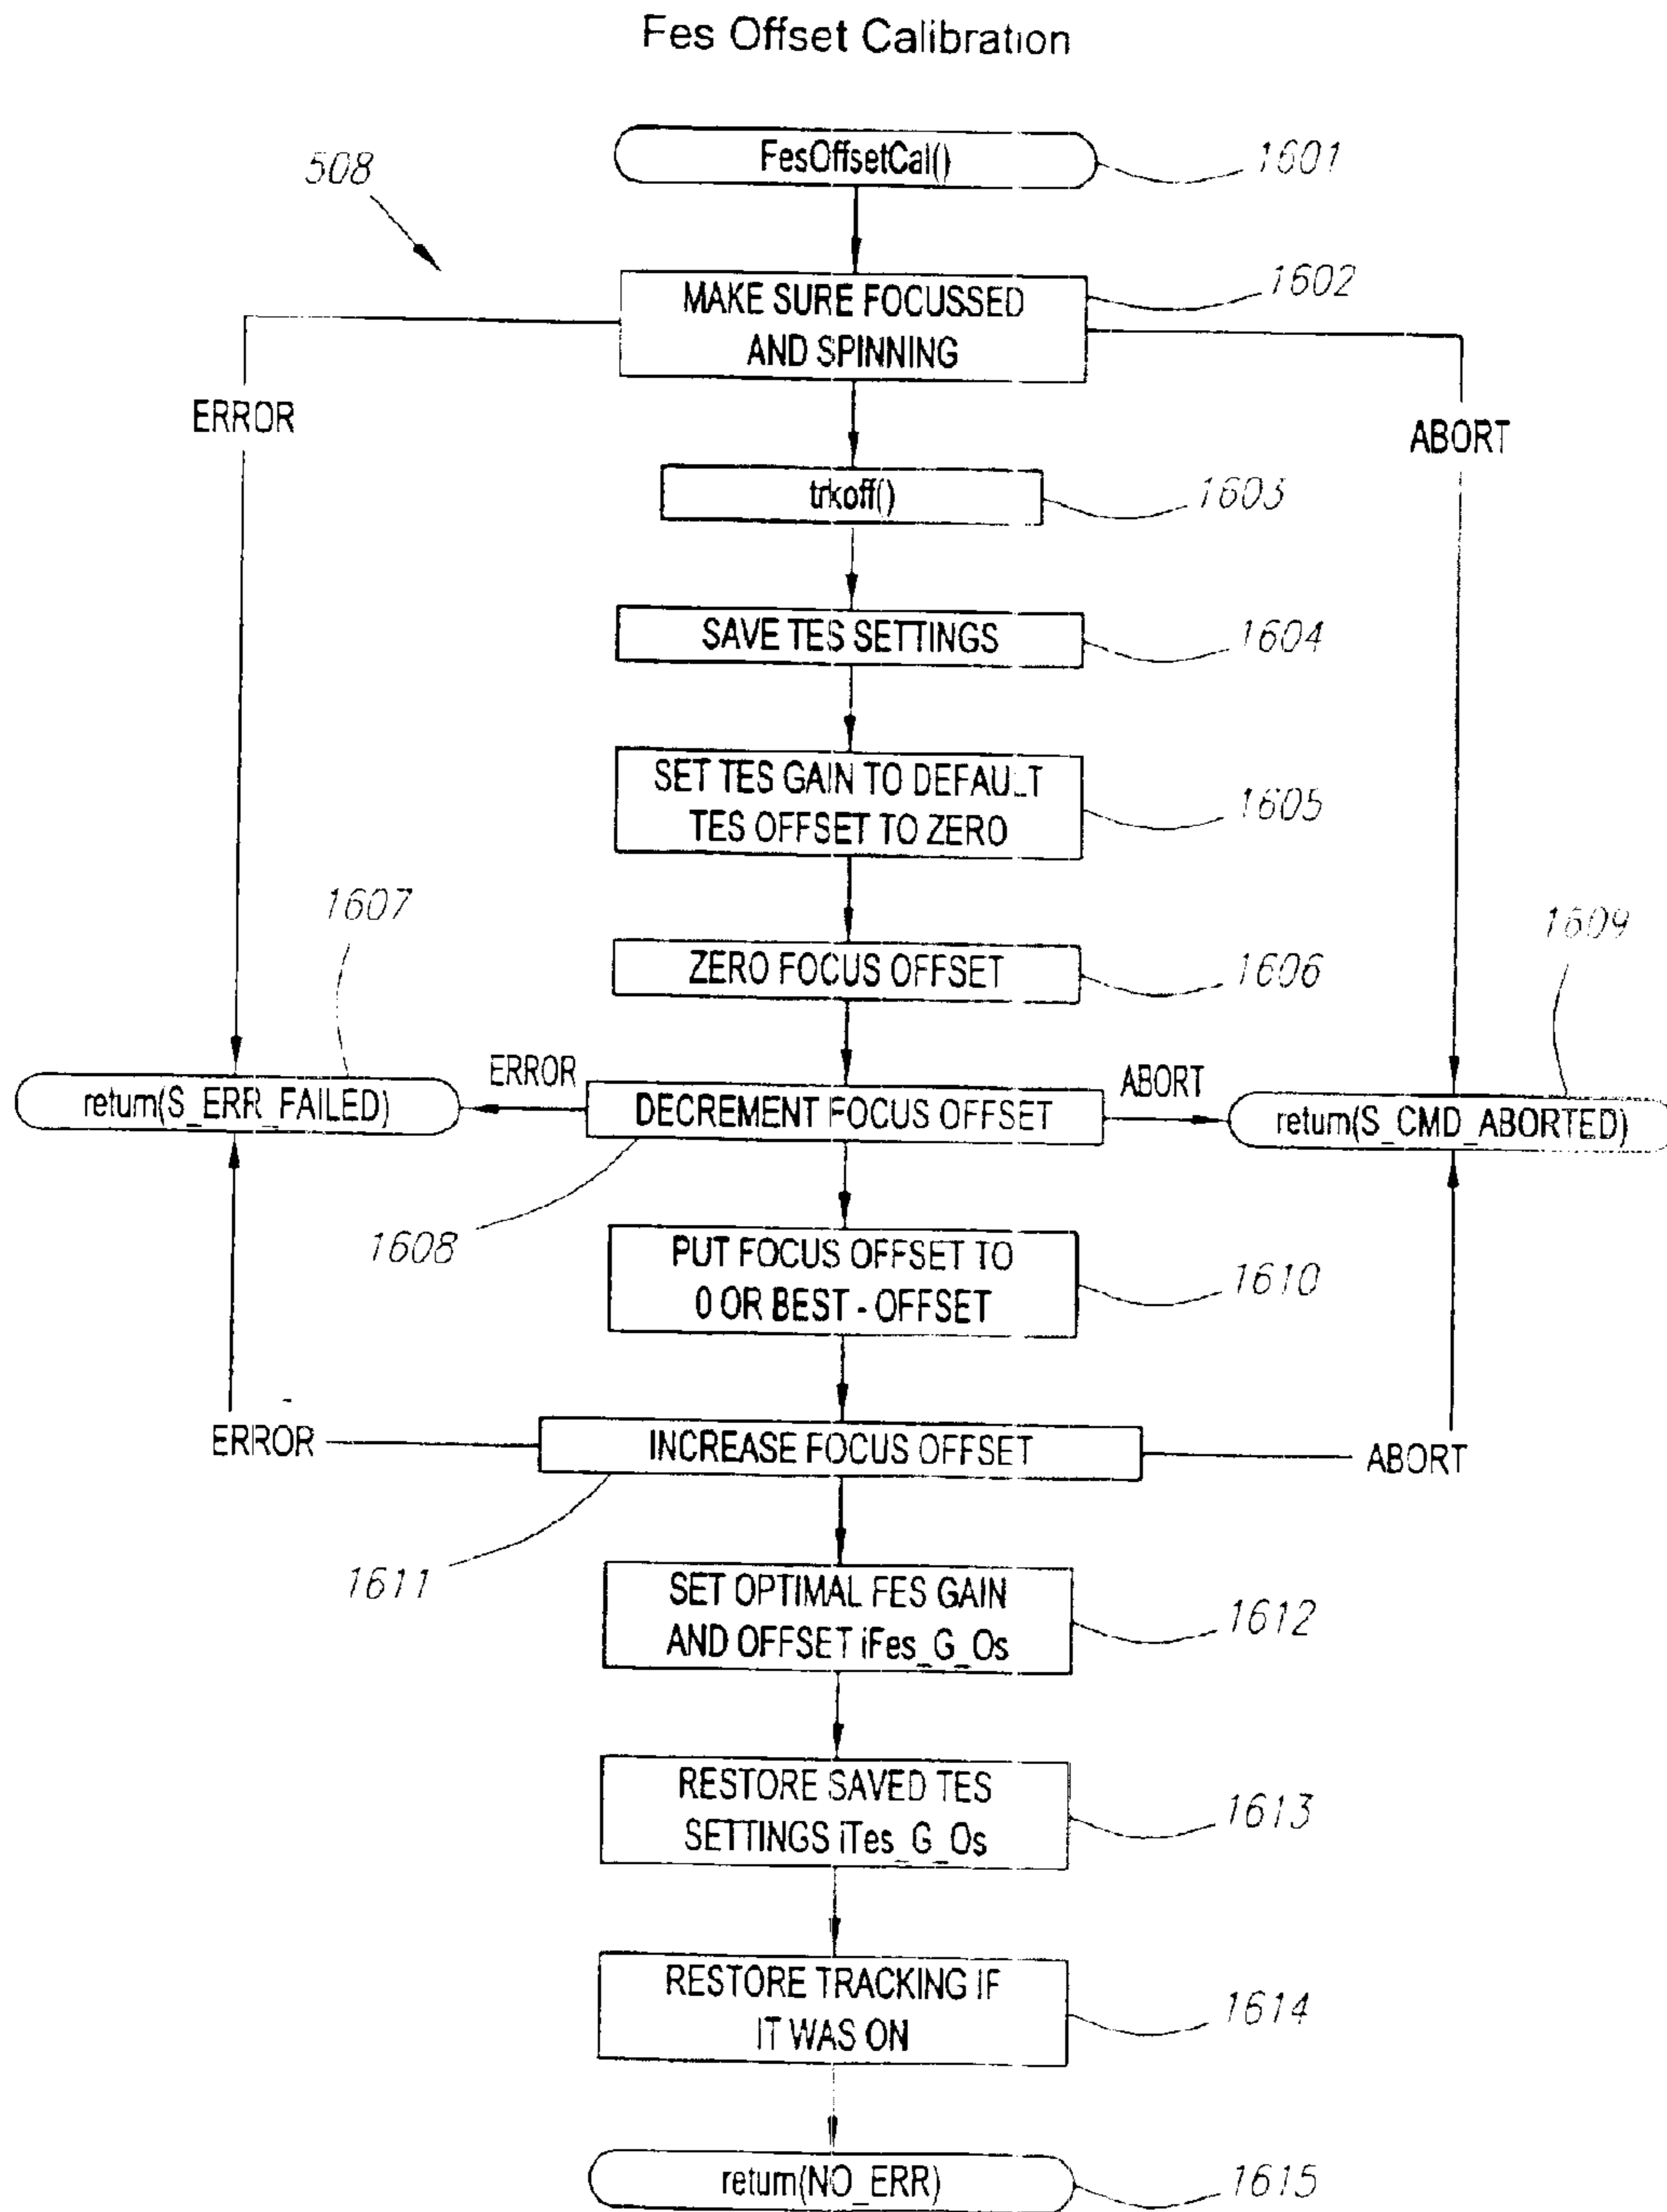 Fes Offset Calibration
FesOffsetCal()
1601
508
MAKE SURE FOCUSSED
AND SPINNING
1602
ERROR
ABORT
trkoff()
1603
SAVE TES SETTINGS
1604
SET TES GAIN TO DEFAULT
TES OFFSET TO ZERO
1605
1607
1609
ZERO FOCUS OFFSET
1606
return(S_ERR_FAILED)
ERROR
DECREMENT FOCUS OFFSET
ABORT
return(S_CMD_ABORTED)
1608
PUT FOCUS OFFSET TO
0 OR BEST - OFFSET
1610
ERROR
INCREASE FOCUS OFFSET
ABORT
1611
SET OPTIMAL FES GAIN
AND OFFSET iFes_G_Os
1612
RESTORE SAVED TES
SETTINGS iTes_G_Os
1613
RESTORE TRACKING IF
IT WAS ON
1614
return(NO_ERR)
1615